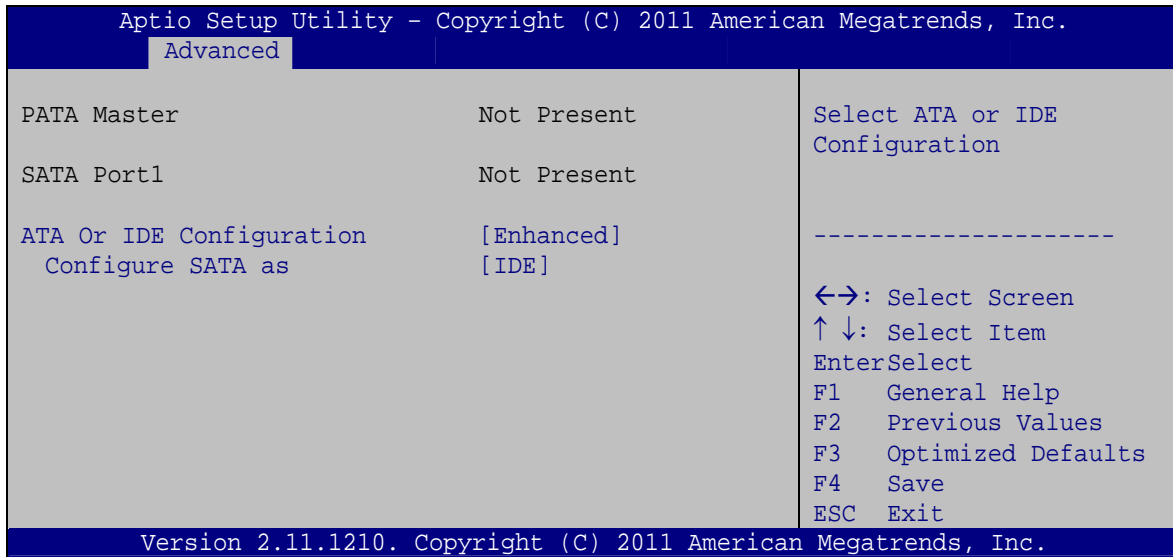 Aptio Setup Utility – Copyright (C) 2011 American Megatrends, Inc.
Advanced
PATA Master Not Present
SATA Port1 Not Present
ATA Or IDE Configuration [Enhanced]
Configure SATA as [IDE]
Select ATA or IDE
Configuration
---------------------
←→: Select Screen
↑ ↓: Select Item
EnterSelect
F1 General Help
F2 Previous Values
F3 Optimized Defaults
F4 Save
ESC Exit
Version 2.11.1210. Copyright (C) 2011 American Megatrends, Inc.